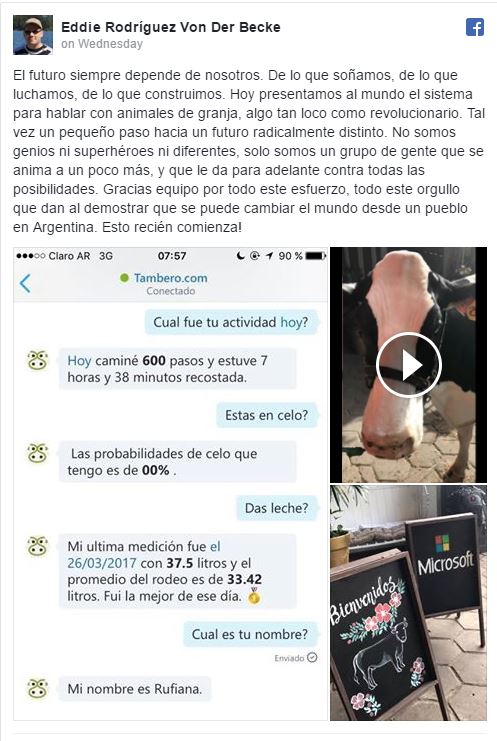 Eddie Rodríguez Von Der Becke
on Wednesday
El futuro siempre depende de nosotros. De lo que soñamos, de lo que
luchamos, de lo que construimos. Hoy presentamos al mundo el sistema
para hablar con animales de granja, algo tan loco como revolucionario. Tal
vez un pequeño paso hacia un futuro radicalmente distinto. No somos
genios ni superhéroes ni diferentes, solo somos un grupo de gente que se
anima a un poco más, y que le da para adelante contra todas las
posibilidades. Gracias equipo por todo este esfuerzo, todo este orgullo
que dan al demostrar que se puede cambiar el mundo desde un pueblo
en Argentina. Esto recién comienza!
Claro AR 3G 07:57 90 %
Tambero.com
Conectado
Cual fue tu actividad hoy?
Hoy caminé 600 pasos y estuve 7
horas y 38 minutos recostada.
Estas en celo?
Las probabilidades de celo que
tengo es de 00% .
Das leche?
Mi ultima medición fue el
26/03/2017 con 37.5 litros y el
promedio del rodeo es de 33.42
litros. Fui la mejor de ese día.
Cual es tu nombre?
Enviado
Mi nombre es Rufiana.
Microsoft
Bienvenidos